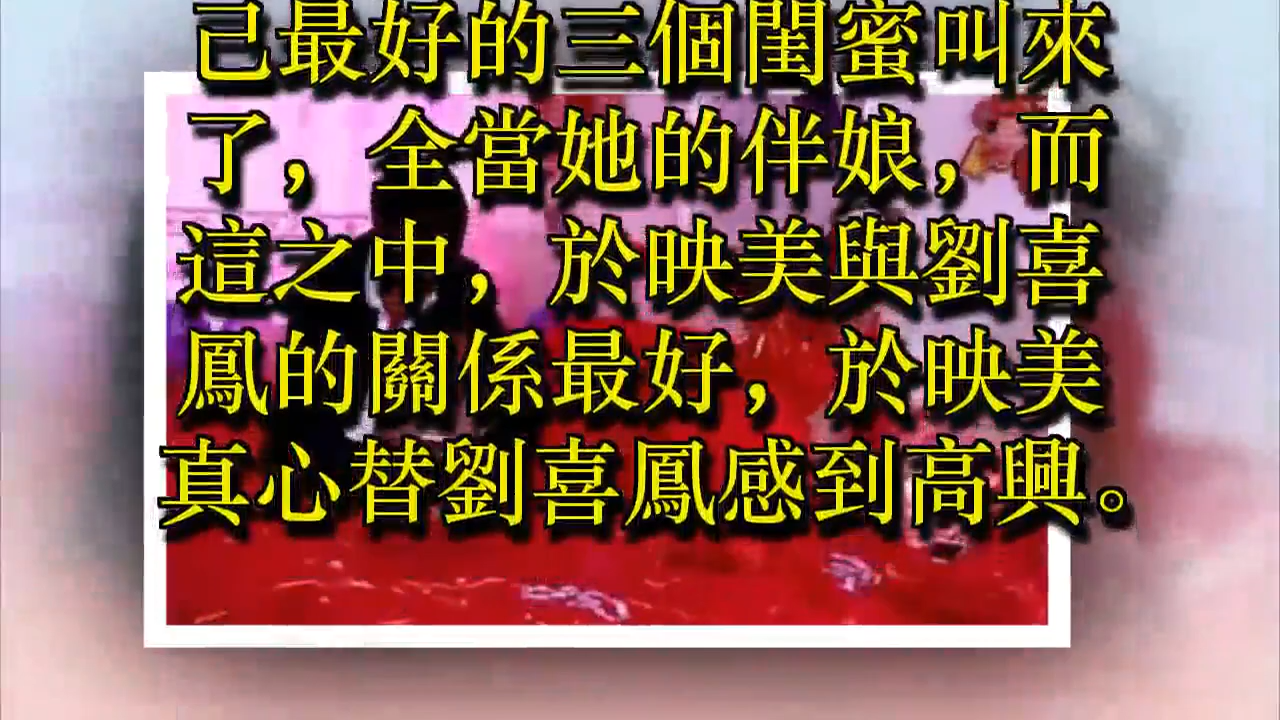 己最好的三個閨蜜叫來
了，全當她的伴娘，而
這之中，於映美與劉喜
鳳的關係最好，於映美
真心替劉喜鳳感到高興。